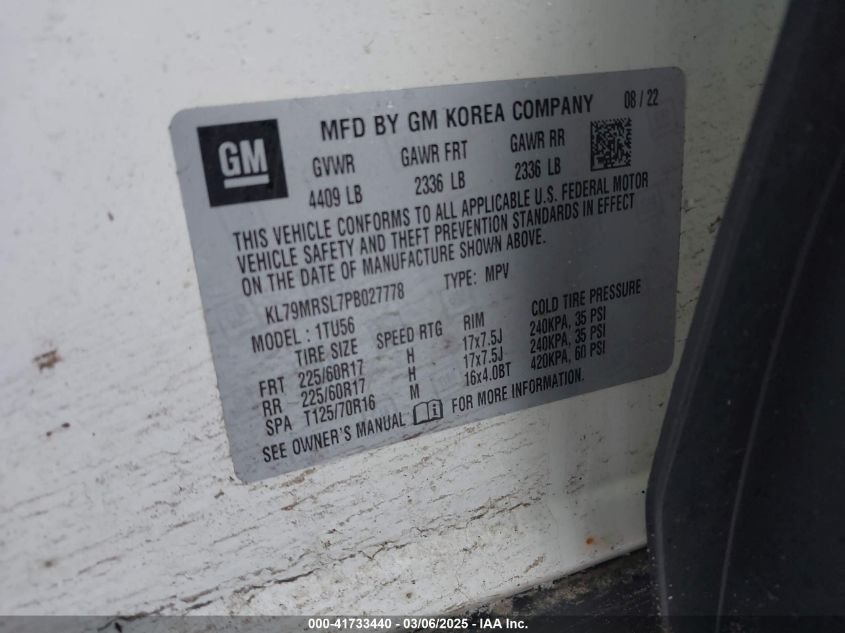 MFD BY GM KOREA COMPANY 08 / 22
GM
GVWR GAWR FRT GAWR RR
4409 LB 2336 LB 2336 LB
THIS VEHICLE CONFORMS TO ALL APPLICABLE U.S. FEDERAL MOTOR
VEHICLE SAFETY AND THEFT PREVENTION STANDARDS IN EFFECT
ON THE DATE OF MANUFACTURE SHOWN ABOVE.
KL79MRSL7PB027778 TYPE: MPV
MODEL : 1TU56
TIRE SIZE SPEED RTG RIM COLD TIRE PRESSURE
FRT 225/60R17 H 17x7.5J 240KPA, 35 PSI
RR 225/60R17 H 17x7.5J 240KPA, 35 PSI
SPA T125/70R16 M 16x4.0BT 420KPA, 60 PSI
SEE OWNER'S MANUAL i FOR MORE INFORMATION.
000-41733440 - 03/06/2025 - IAA Inc.